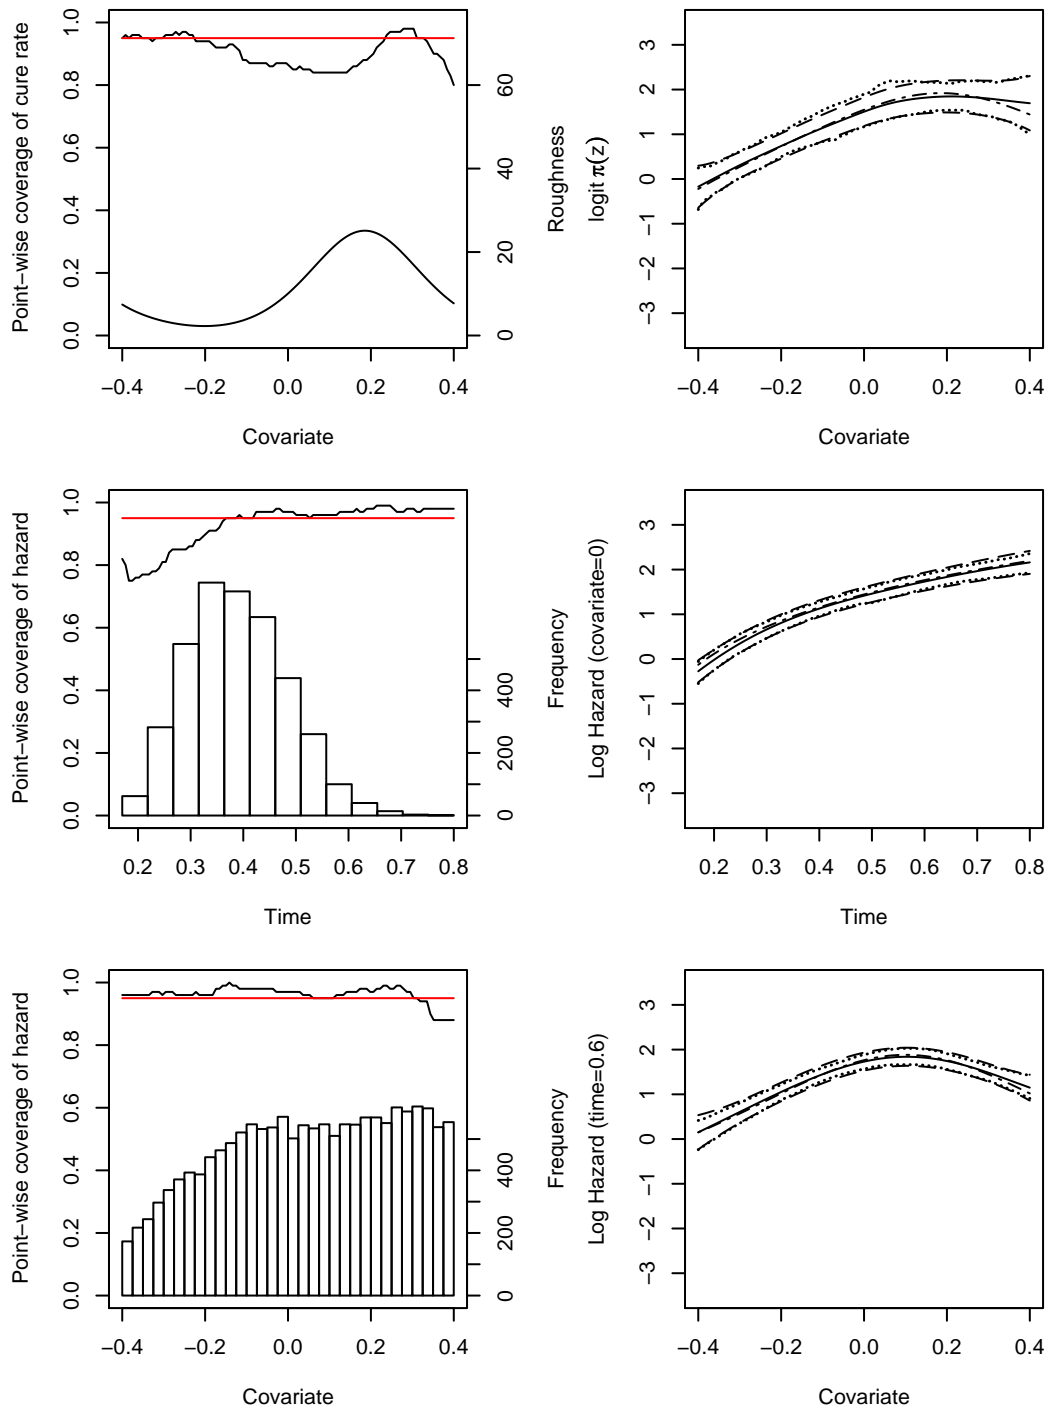 Point−wise coverage of cure rate
0.0 0.2 0.4 0.6 0.8 1.0
0 20 40 60
Roughness
−0.4 −0.2 0.0 0.2 0.4
Covariate
logit π(z)
−3 −2 −1 0 1 2 3
−0.4 −0.2 0.0 0.2 0.4
Covariate
Point−wise coverage of hazard
0.0 0.2 0.4 0.6 0.8 1.0
0 200 400
Frequency
0.2 0.3 0.4 0.5 0.6 0.7 0.8
Time
Log Hazard (covariate=0)
−3 −2 −1 0 1 2 3
0.2 0.3 0.4 0.5 0.6 0.7 0.8
Time
Point−wise coverage of hazard
0.0 0.2 0.4 0.6 0.8 1.0
0 200 400
Frequency
−0.4 −0.2 0.0 0.2 0.4
Covariate
Log Hazard (time=0.6)
−3 −2 −1 0 1 2 3
−0.4 −0.2 0.0 0.2 0.4
Covariate